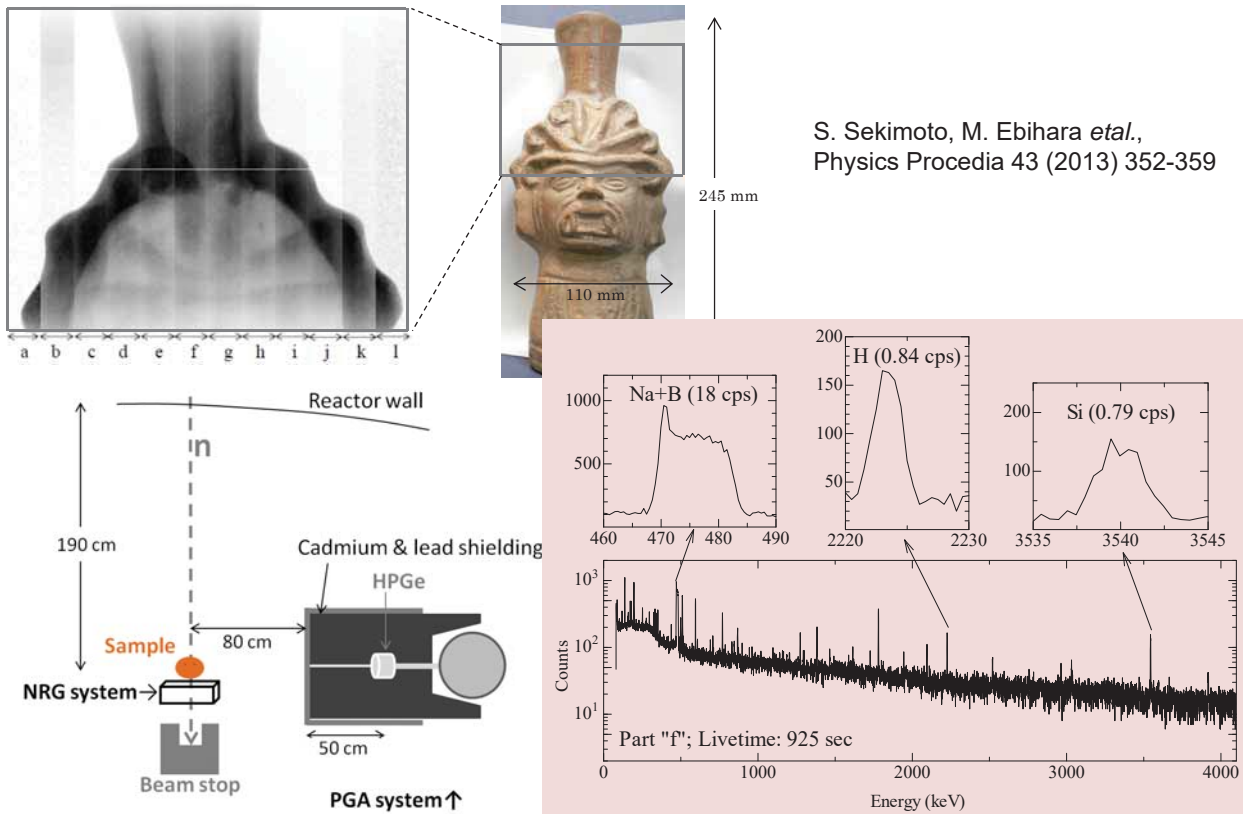 S. Sekimoto, M. Ebihara etal.,
Physics Procedia 43 (2013) 352-359
245 mm
110 mm
a b c d e f g h i j k l
Reactor wall
n
190 cm
Cadmium & lead shielding
HPGe
80 cm
Sample
NRG system→
50 cm
Beam stop
PGA system↑
Na+B (18 cps)
1000
500
460 470 480 490
H (0.84 cps)
200
150
100
50
0
2220 2230
Si (0.79 cps)
200
100
3535 3540 3545
Counts
10³
10²
10¹
Part "f"; Livetime: 925 sec
0 1000 2000 3000 4000
Energy (keV)